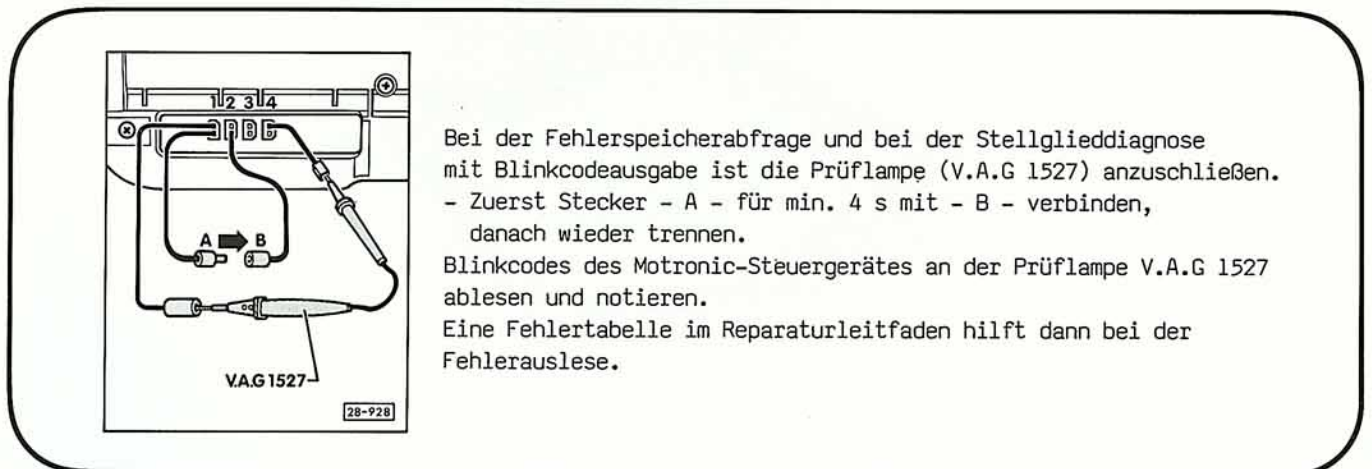 1 2 3 4
A B
V.A.G 1527
28-928
Bei der Fehlerspeicherabfrage und bei der Stellglieddiagnose
mit Blinkcodeausgabe ist die Prüflampe (V.A.G 1527) anzuschließen.
- Zuerst Stecker - A - für min. 4 s mit - B - verbinden,
danach wieder trennen.
Blinkcodes des Motronic-Steuergerätes an der Prüflampe V.A.G 1527
ablesen und notieren.
Eine Fehlertabelle im Reparaturleitfaden hilft dann bei der
Fehlerauslese.